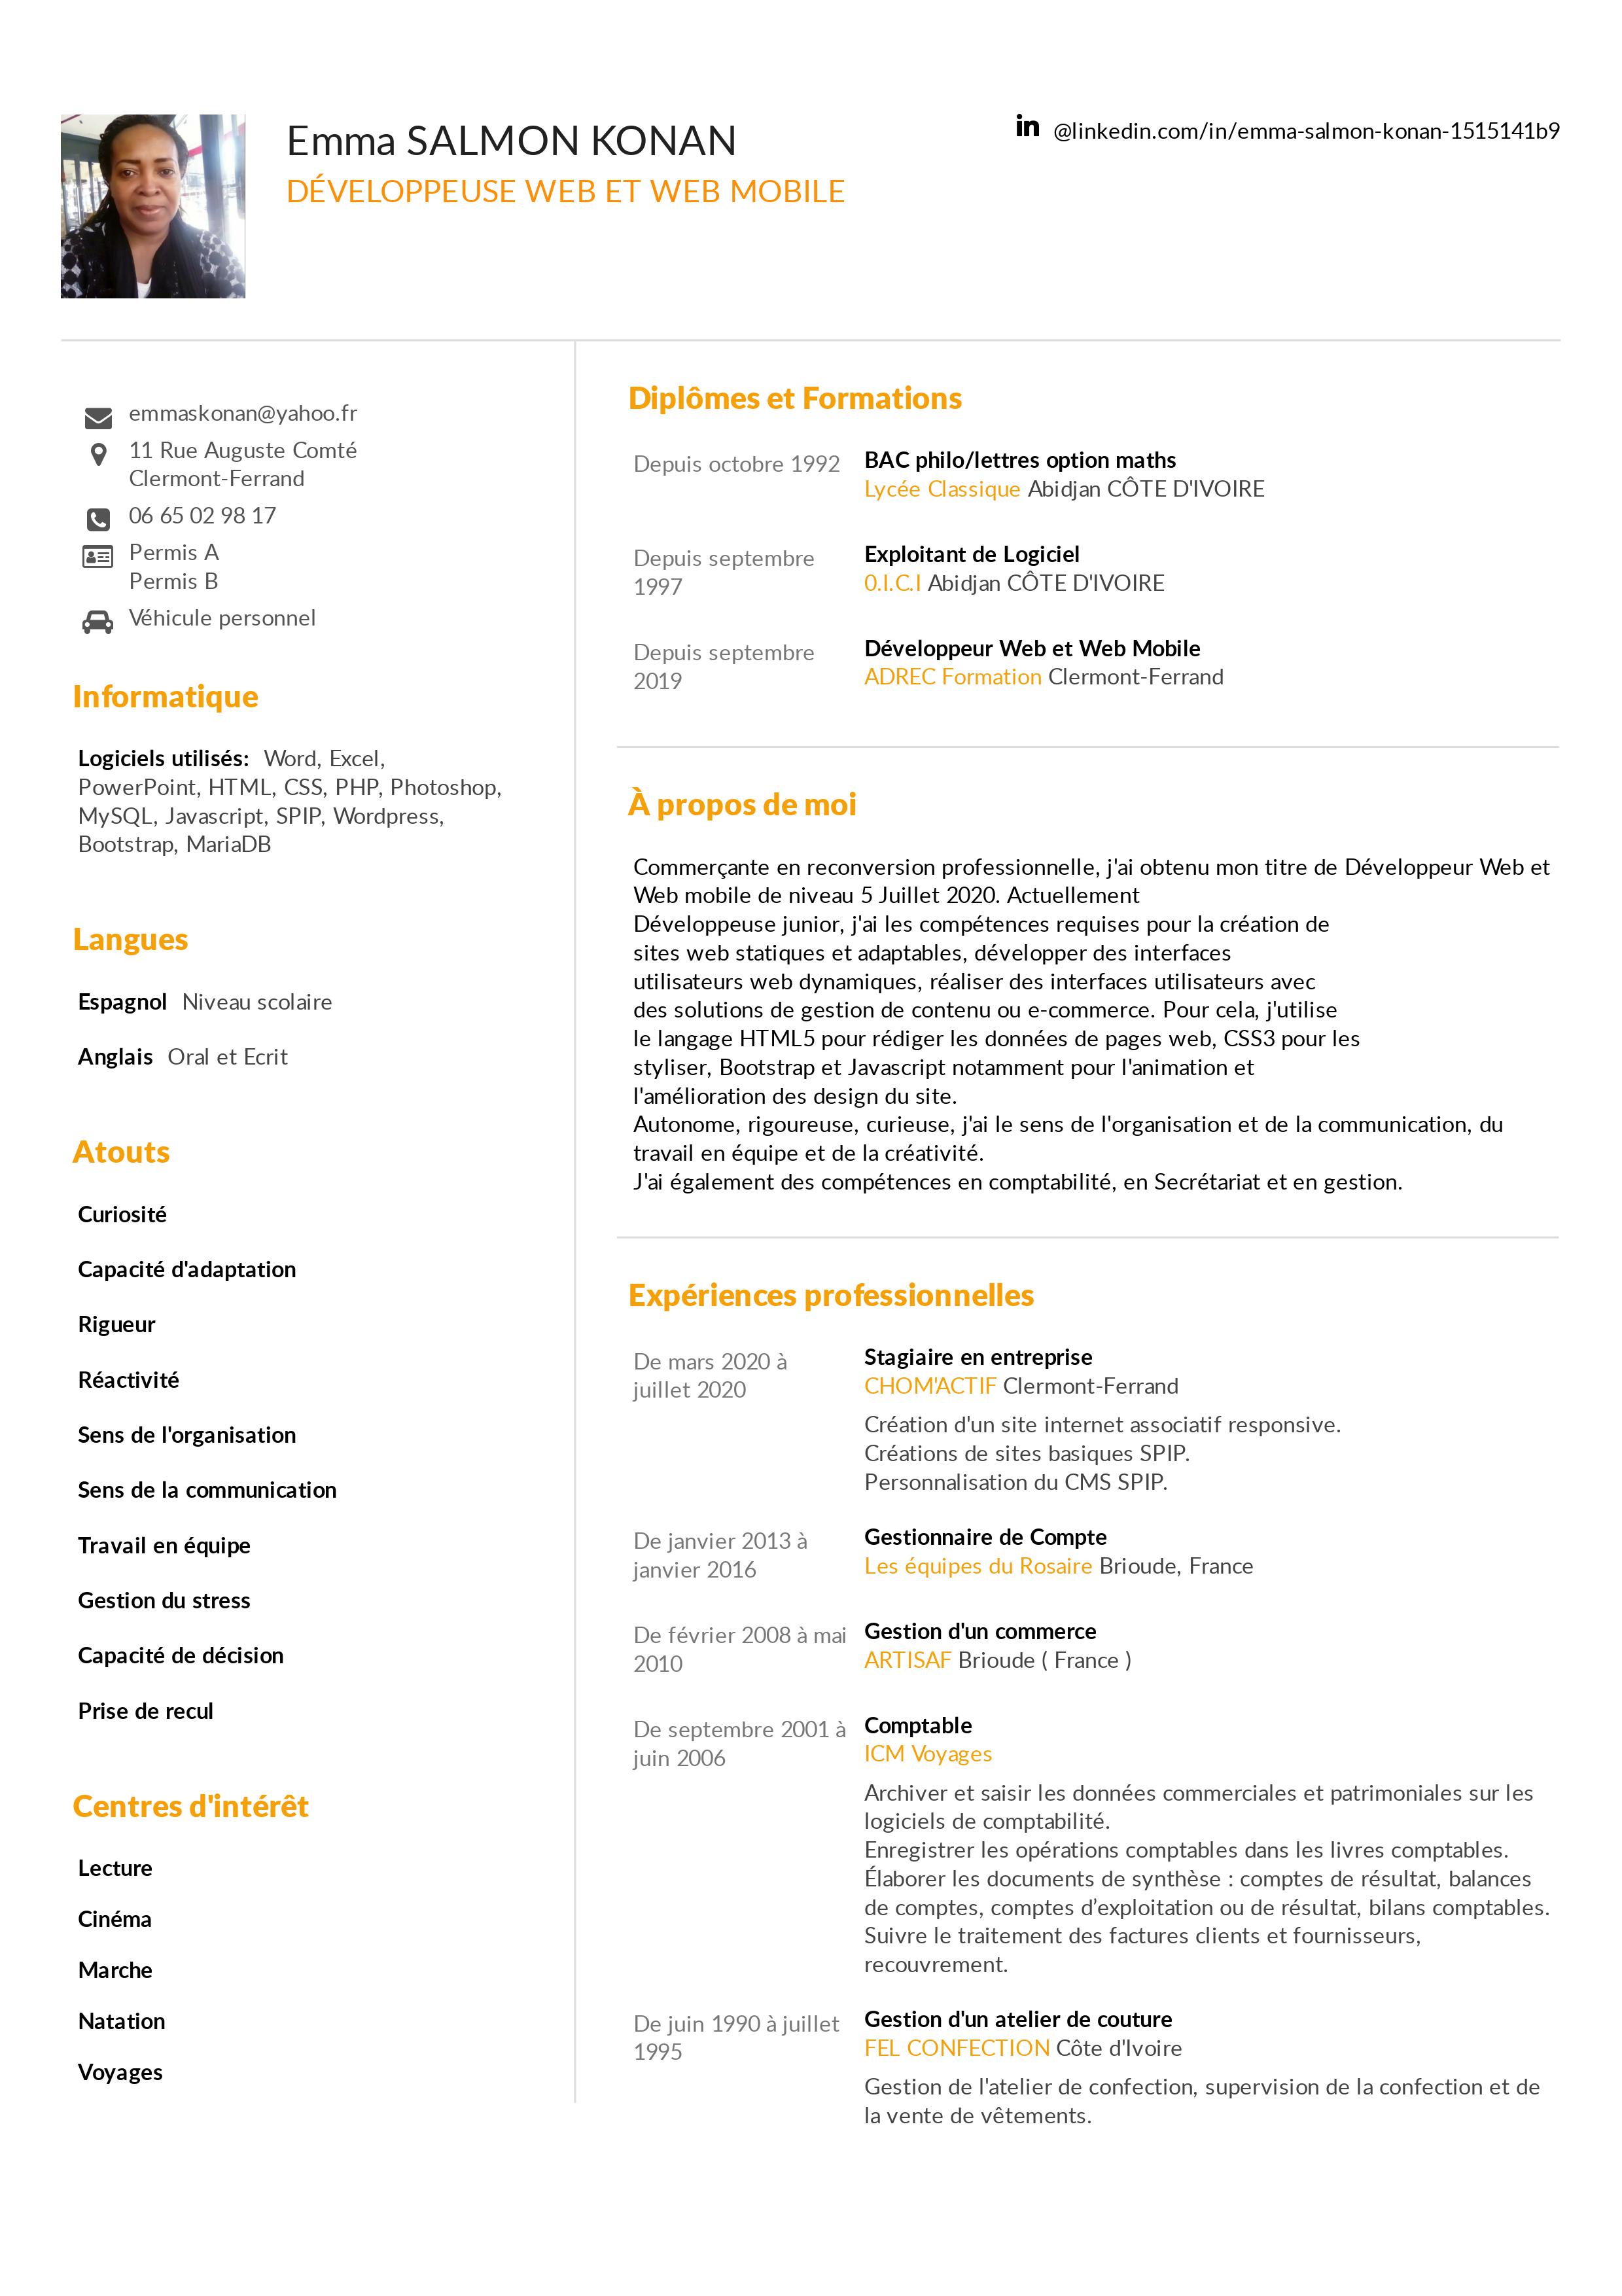 Emma SALMON KONAN
DÉVELOPPEUSE WEB ET WEB MOBILE
in @linkedin.com/in/emma-salmon-konan-1515141b9
emmaskonan@yahoo.fr
11 Rue Auguste Comté
Clermont-Ferrand
06 65 02 98 17
Permis A
Permis B
Véhicule personnel
Informatique
Logiciels utilisés: Word, Excel,
PowerPoint, HTML, CSS, PHP, Photoshop,
MySQL, Javascript, SPIP, Wordpress,
Bootstrap, MariaDB
Langues
Espagnol Niveau scolaire
Anglais Oral et Ecrit
Atouts
Curiosité
Capacité d'adaptation
Rigueur
Réactivité
Sens de l'organisation
Sens de la communication
Travail en équipe
Gestion du stress
Capacité de décision
Prise de recul
Centres d'intérêt
Lecture
Cinéma
Marche
Natation
Voyages
Diplômes et Formations
Depuis octobre 1992
BAC philo/lettres option maths
Lycée Classique Abidjan CÔTE D'IVOIRE
Depuis septembre
1997
Exploitant de Logiciel
0.I.C.I Abidjan CÔTE D'IVOIRE
Depuis septembre
2019
Développeur Web et Web Mobile
ADREC Formation Clermont-Ferrand
À propos de moi
Commerçante en reconversion professionnelle, j'ai obtenu mon titre de Développeur Web et
Web mobile de niveau 5 Juillet 2020. Actuellement
Développeuse junior, j'ai les compétences requises pour la création de
sites web statiques et adaptables, développer des interfaces
utilisateurs web dynamiques, réaliser des interfaces utilisateurs avec
des solutions de gestion de contenu ou e-commerce. Pour cela, j'utilise
le langage HTML5 pour rédiger les données de pages web, CSS3 pour les
styliser, Bootstrap et Javascript notamment pour l'animation et
l'amélioration des design du site.
Autonome, rigoureuse, curieuse, j'ai le sens de l'organisation et de la communication, du
travail en équipe et de la créativité.
J'ai également des compétences en comptabilité, en Secrétariat et en gestion.
Expériences professionnelles
De mars 2020 à
juillet 2020
Stagiaire en entreprise
CHOM'ACTIF Clermont-Ferrand
Création d'un site internet associatif responsive.
Créations de sites basiques SPIP.
Personnalisation du CMS SPIP.
De janvier 2013 à
janvier 2016
Gestionnaire de Compte
Les équipes du Rosaire Brioude, France
De février 2008 à mai
2010
Gestion d'un commerce
ARTISAF Brioude ( France )
De septembre 2001 à
juin 2006
Comptable
ICM Voyages
Archiver et saisir les données commerciales et patrimoniales sur les
logiciels de comptabilité.
Enregistrer les opérations comptables dans les livres comptables.
Élaborer les documents de synthèse : comptes de résultat, balances
de comptes, comptes d’exploitation ou de résultat, bilans comptables.
Suivre le traitement des factures clients et fournisseurs,
recouvrement.
De juin 1990 à juillet
1995
Gestion d'un atelier de couture
FEL CONFECTION Côte d'Ivoire
Gestion de l'atelier de confection, supervision de la confection et de
la vente de vêtements.